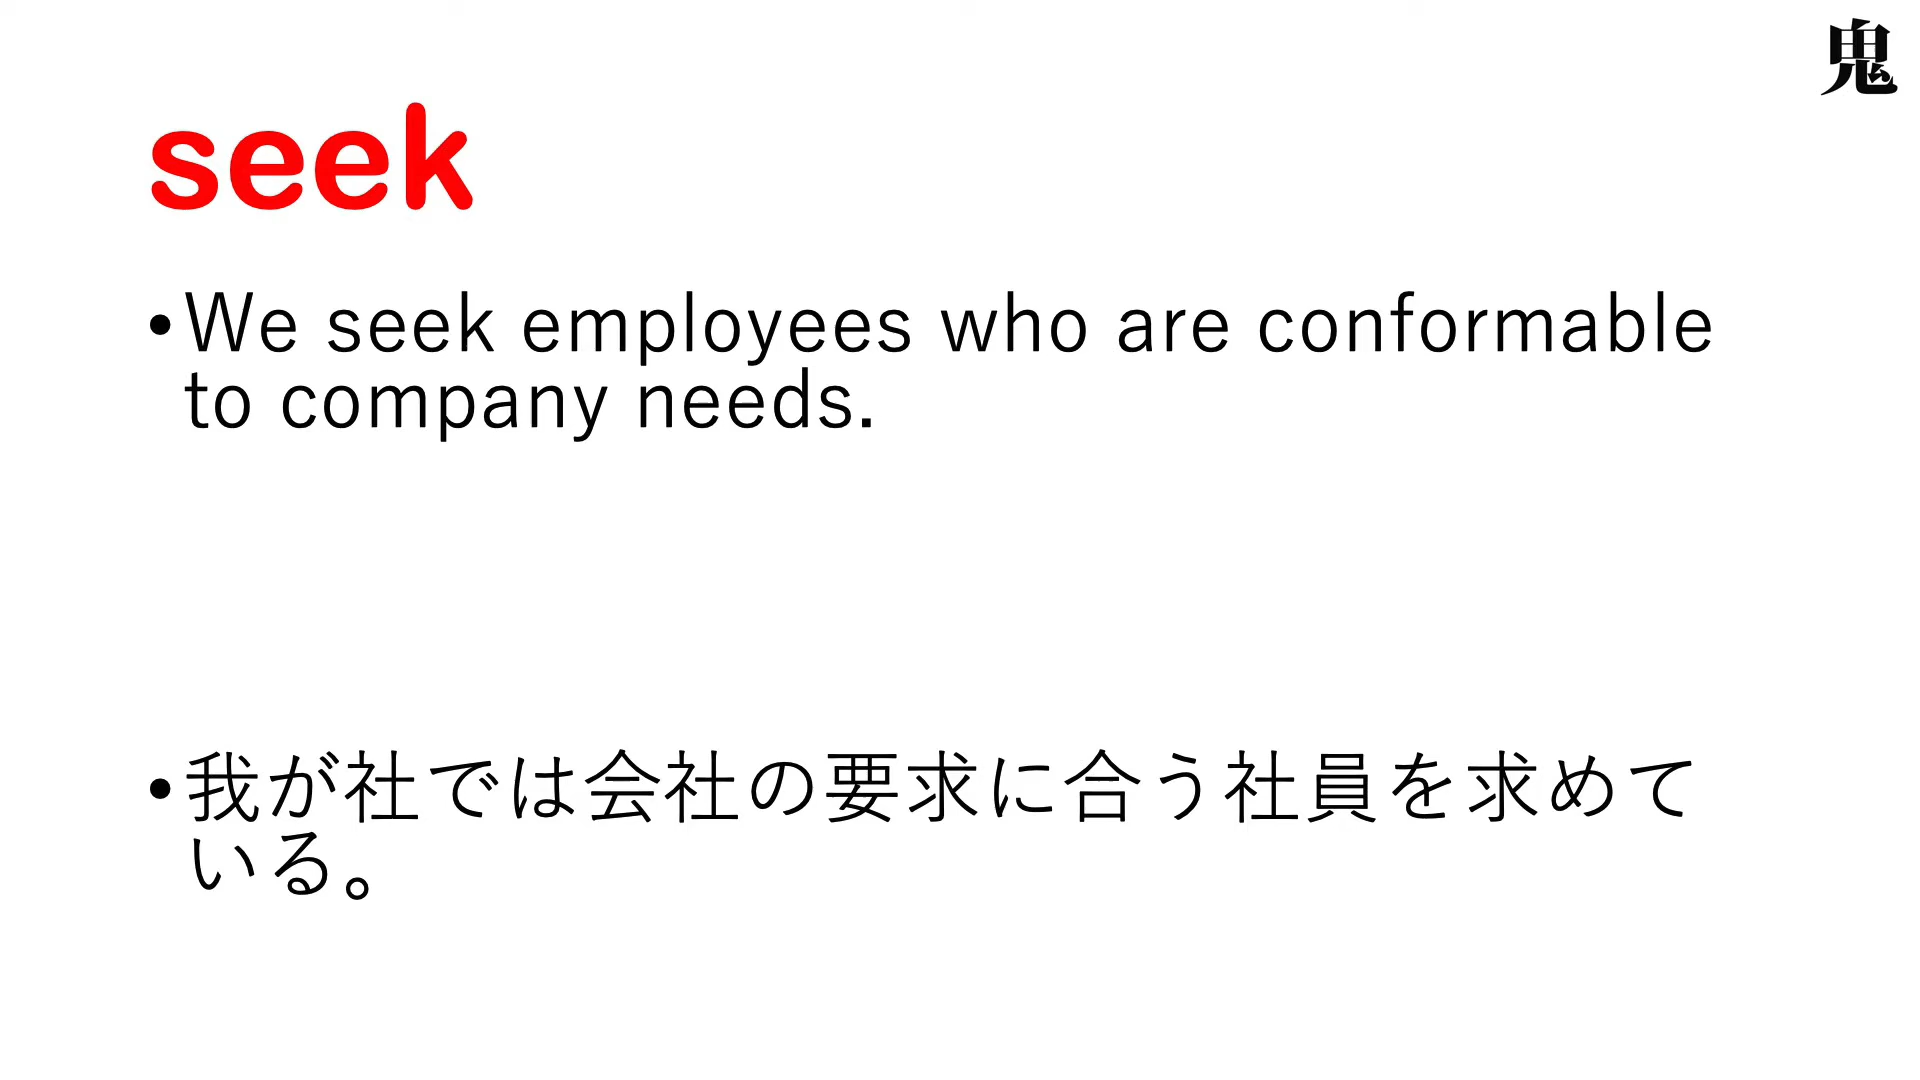 鬼
seek
•We seek employees who are conformable
to company needs.
•我が社では会社の要求に合う社員を求めて
いる。